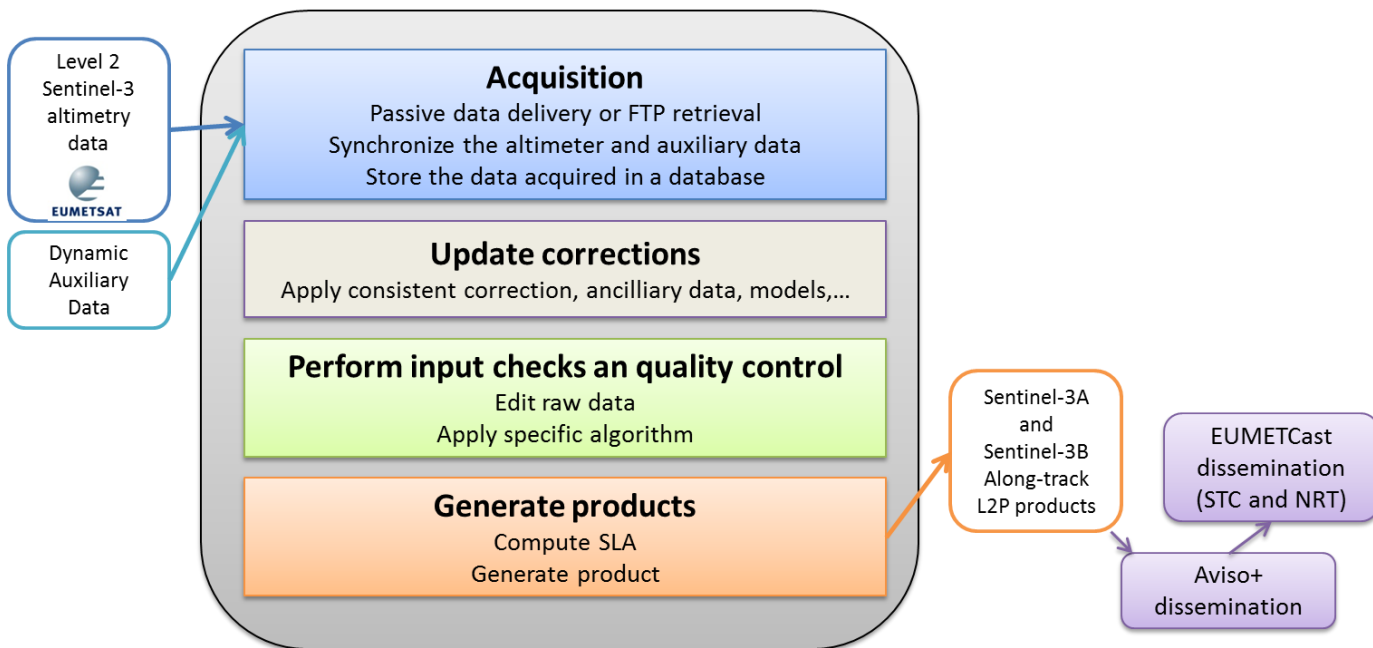 Level 2
Sentinel-3
altimetry
data
EUMETSAT
Dynamic
Auxiliary
Data
Acquisition
Passive data delivery or FTP retrieval
Synchronize the altimeter and auxiliary data
Store the data acquired in a database
Update corrections
Apply consistent correction, ancilliary data, models,...
Perform input checks an quality control
Edit raw data
Apply specific algorithm
Generate products
Compute SLA
Generate product
Sentinel-3A
and
Sentinel-3B
Along-track
L2P products
EUMETCast
dissemination
(STC and NRT)
Aviso+
dissemination